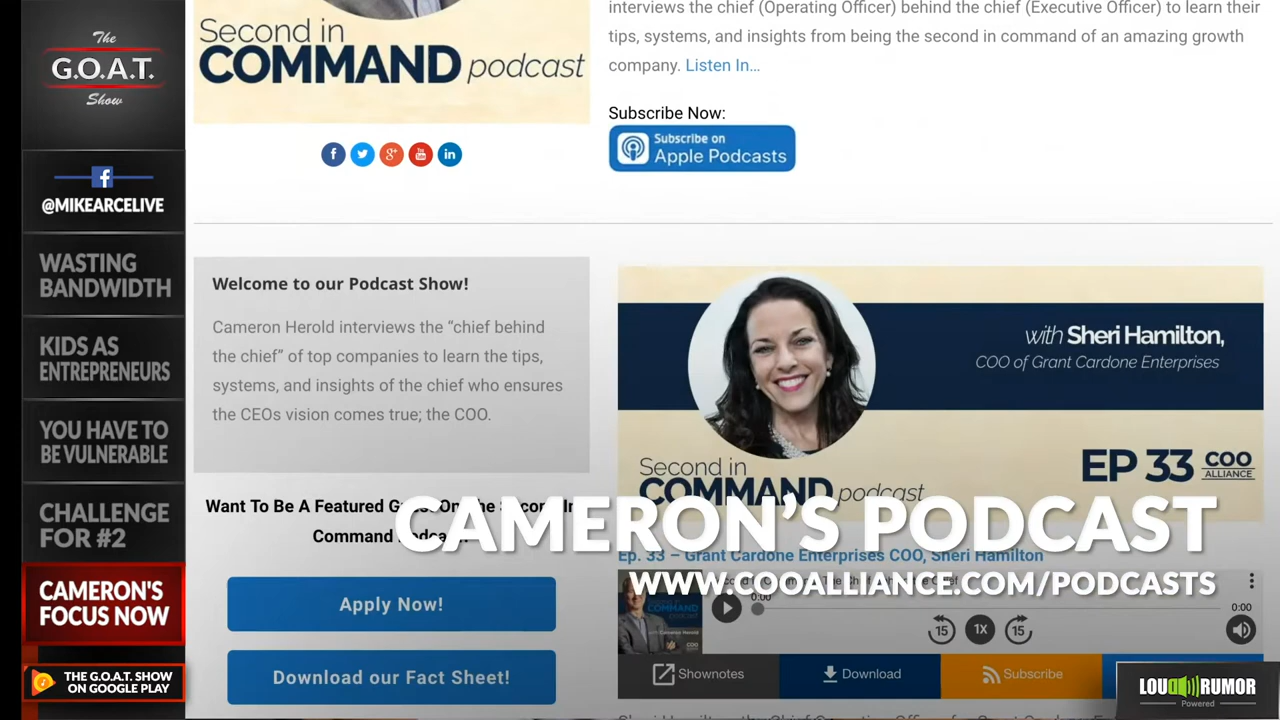 The
G.O.A.T.
Show
@MIKEARCELIVE
WASTING
BANDWIDTH
KIDS AS
ENTREPRENEURS
YOU HAVE TO
BE VULNERABLE
CHALLENGE
FOR #2
CAMERON'S
FOCUS NOW
THE G.O.A.T. SHOW
ON GOOGLE PLAY
Second in
COMMAND podcast
interviews the chief (Operating Officer) behind the chief (Executive Officer) to learn their
tips, systems, and insights from being the second in command of an amazing growth
company. Listen In…
Subscribe Now:
Subscribe on
Apple Podcasts
Welcome to our Podcast Show!
Cameron Herold interviews the “chief behind
the chief” of top companies to learn the tips,
systems, and insights of the chief who ensures
the CEOs vision comes true; the COO.
Want To Be A Featured Guest On The Second In
Command Podcast?
Apply Now!
Download our Fact Sheet!
with Sheri Hamilton,
COO of Grant Cardone Enterprises
Second in
COMMAND podcast
EP 33 COO
ALLIANCE
CAMERON'S PODCAST
Ep. 33 – Grant Cardone Enterprises COO, Sheri Hamilton
WWW.COOALLIANCE.COM/PODCASTS
0:00
0:00
15
1X
15
Shownotes
Download
Subscribe
LOUD RUMOR
Powered